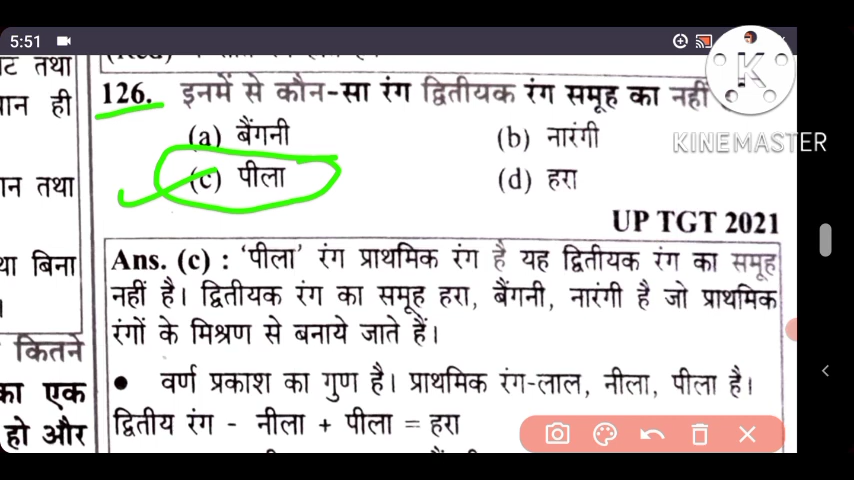 5:51
KINEMASTER
ाट तथा
ान ही
ान तथा
था बिना
कितने
का एक
हो और
126. इनमें से कौन-सा रंग द्वितीयक रंग समूह का नहीं
(a) बैंगनी (b) नारंगी
(c) पीला (d) हरा
UP TGT 2021
Ans. (c) : 'पीला' रंग प्राथमिक रंग है यह द्वितीयक रंग का समूह
नहीं है। द्वितीयक रंग का समूह हरा, बैंगनी, नारंगी है जो प्राथमिक
रंगों के मिश्रण से बनाये जाते हैं।
● वर्ण प्रकाश का गुण है। प्राथमिक रंग-लाल, नीला, पीला है।
द्वितीय रंग - नीला + पीला = हरा